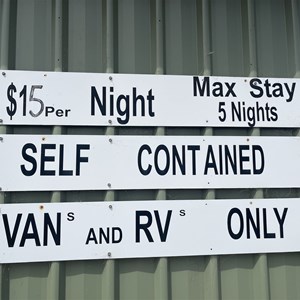 $15 Per Night Max Stay
5 Nights
SELF CONTAINED
VANs AND RVs ONLY